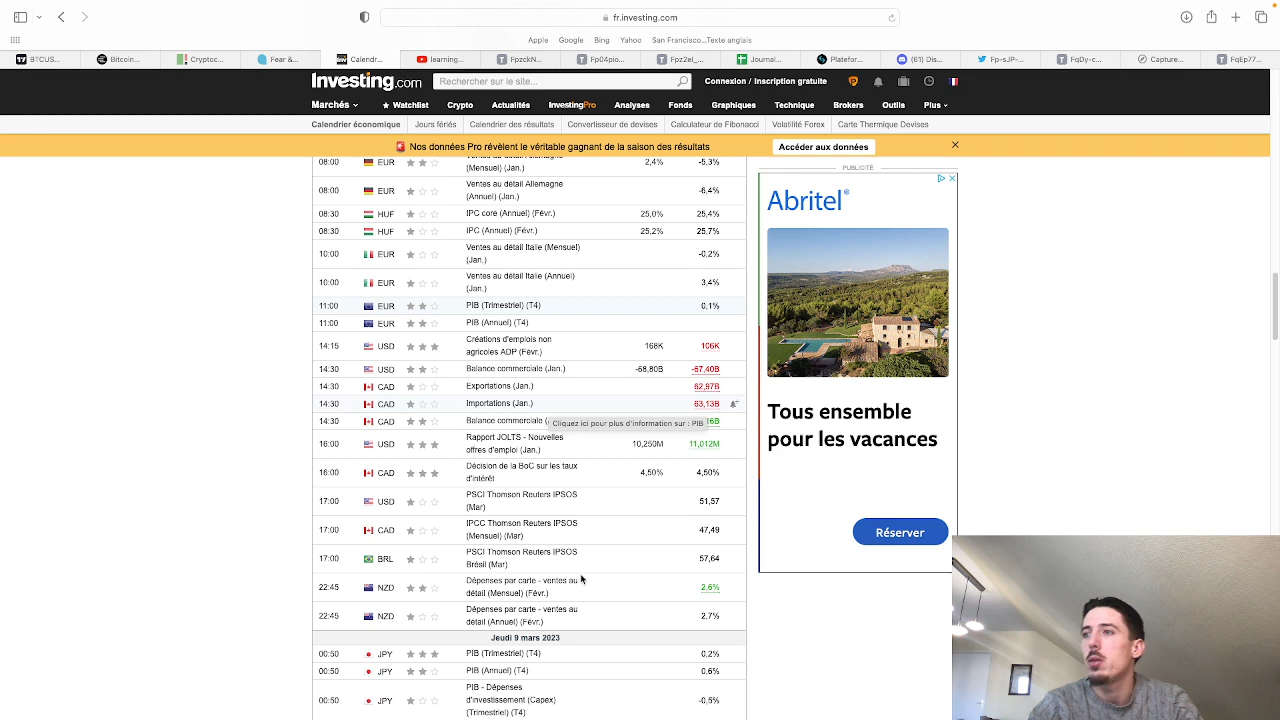 fr.investing.com
Apple Google Bing Yahoo San Francisco...Texte anglais
BTCUS... Bitcoin... Cryptoc... Fear &... Calendr... learning... FpzckN... Fp04pio... Fpz2el_... Journal... Platefor... (61) Dis... Fp-sJP-... FqDy-c... Capture... FqEp77...
Investing.com Rechercher sur le site... Connexion / Inscription gratuite
Marchés Watchlist Crypto Actualités InvestingPro Analyses Fonds Graphiques Technique Brokers Outils Plus
Calendrier économique Jours fériés Calendrier des résultats Convertisseur de devises Calculateur de Fibonacci Volatilité Forex Carte Thermique Devises
Nos données Pro révèlent le véritable gagnant de la saison des résultats Accéder aux données
08:00 EUR (Mensuel) (Jan.) 2,4% -5,3%
08:00 EUR Ventes au détail Allemagne
(Annuel) (Jan.) -6,4%
08:30 HUF IPC core (Annuel) (Févr.) 25,0% 25,4%
08:30 HUF IPC (Annuel) (Févr.) 25,2% 25,7%
10:00 EUR Ventes au détail Italie (Mensuel)
(Jan.) -0,2%
10:00 EUR Ventes au détail Italie (Annuel)
(Jan.) 3,4%
11:00 EUR PIB (Trimestriel) (T4) 0,1%
11:00 EUR PIB (Annuel) (T4)
14:15 USD Créations d'emplois non
agricoles ADP (Févr.) 168K 106K
14:30 USD Balance commerciale (Jan.) -68,80B -67,40B
14:30 CAD Exportations (Jan.) 62,97B
14:30 CAD Importations (Jan.) 63,13B
14:30 CAD Balance commerciale 16B
Cliquez ici pour plus d'information sur : PIB
16:00 USD Rapport JOLTS - Nouvelles
offres d'emploi (Jan.) 10,250M 11,012M
16:00 CAD Décision de la BoC sur les taux
d'intérêt 4,50% 4,50%
17:00 USD PSCI Thomson Reuters IPSOS
(Mar) 51,57
17:00 CAD IPCC Thomson Reuters IPSOS
(Mensuel) (Mar) 47,49
17:00 BRL PSCI Thomson Reuters IPSOS
Brésil (Mar) 57,64
22:45 NZD Dépenses par carte - ventes au
détail (Mensuel) (Févr.) 2,6%
22:45 NZD Dépenses par carte - ventes au
détail (Annuel) (Févr.) 2,7%
Jeudi 9 mars 2023
00:50 JPY PIB (Trimestriel) (T4) 0,2%
00:50 JPY PIB (Annuel) (T4) 0,6%
00:50 JPY PIB - Dépenses
d'investissement (Capex)
(Trimestriel) (T4) -0,5%
PUBLICITÉ
Abritel
Tous ensemble
pour les vacances
Réserver